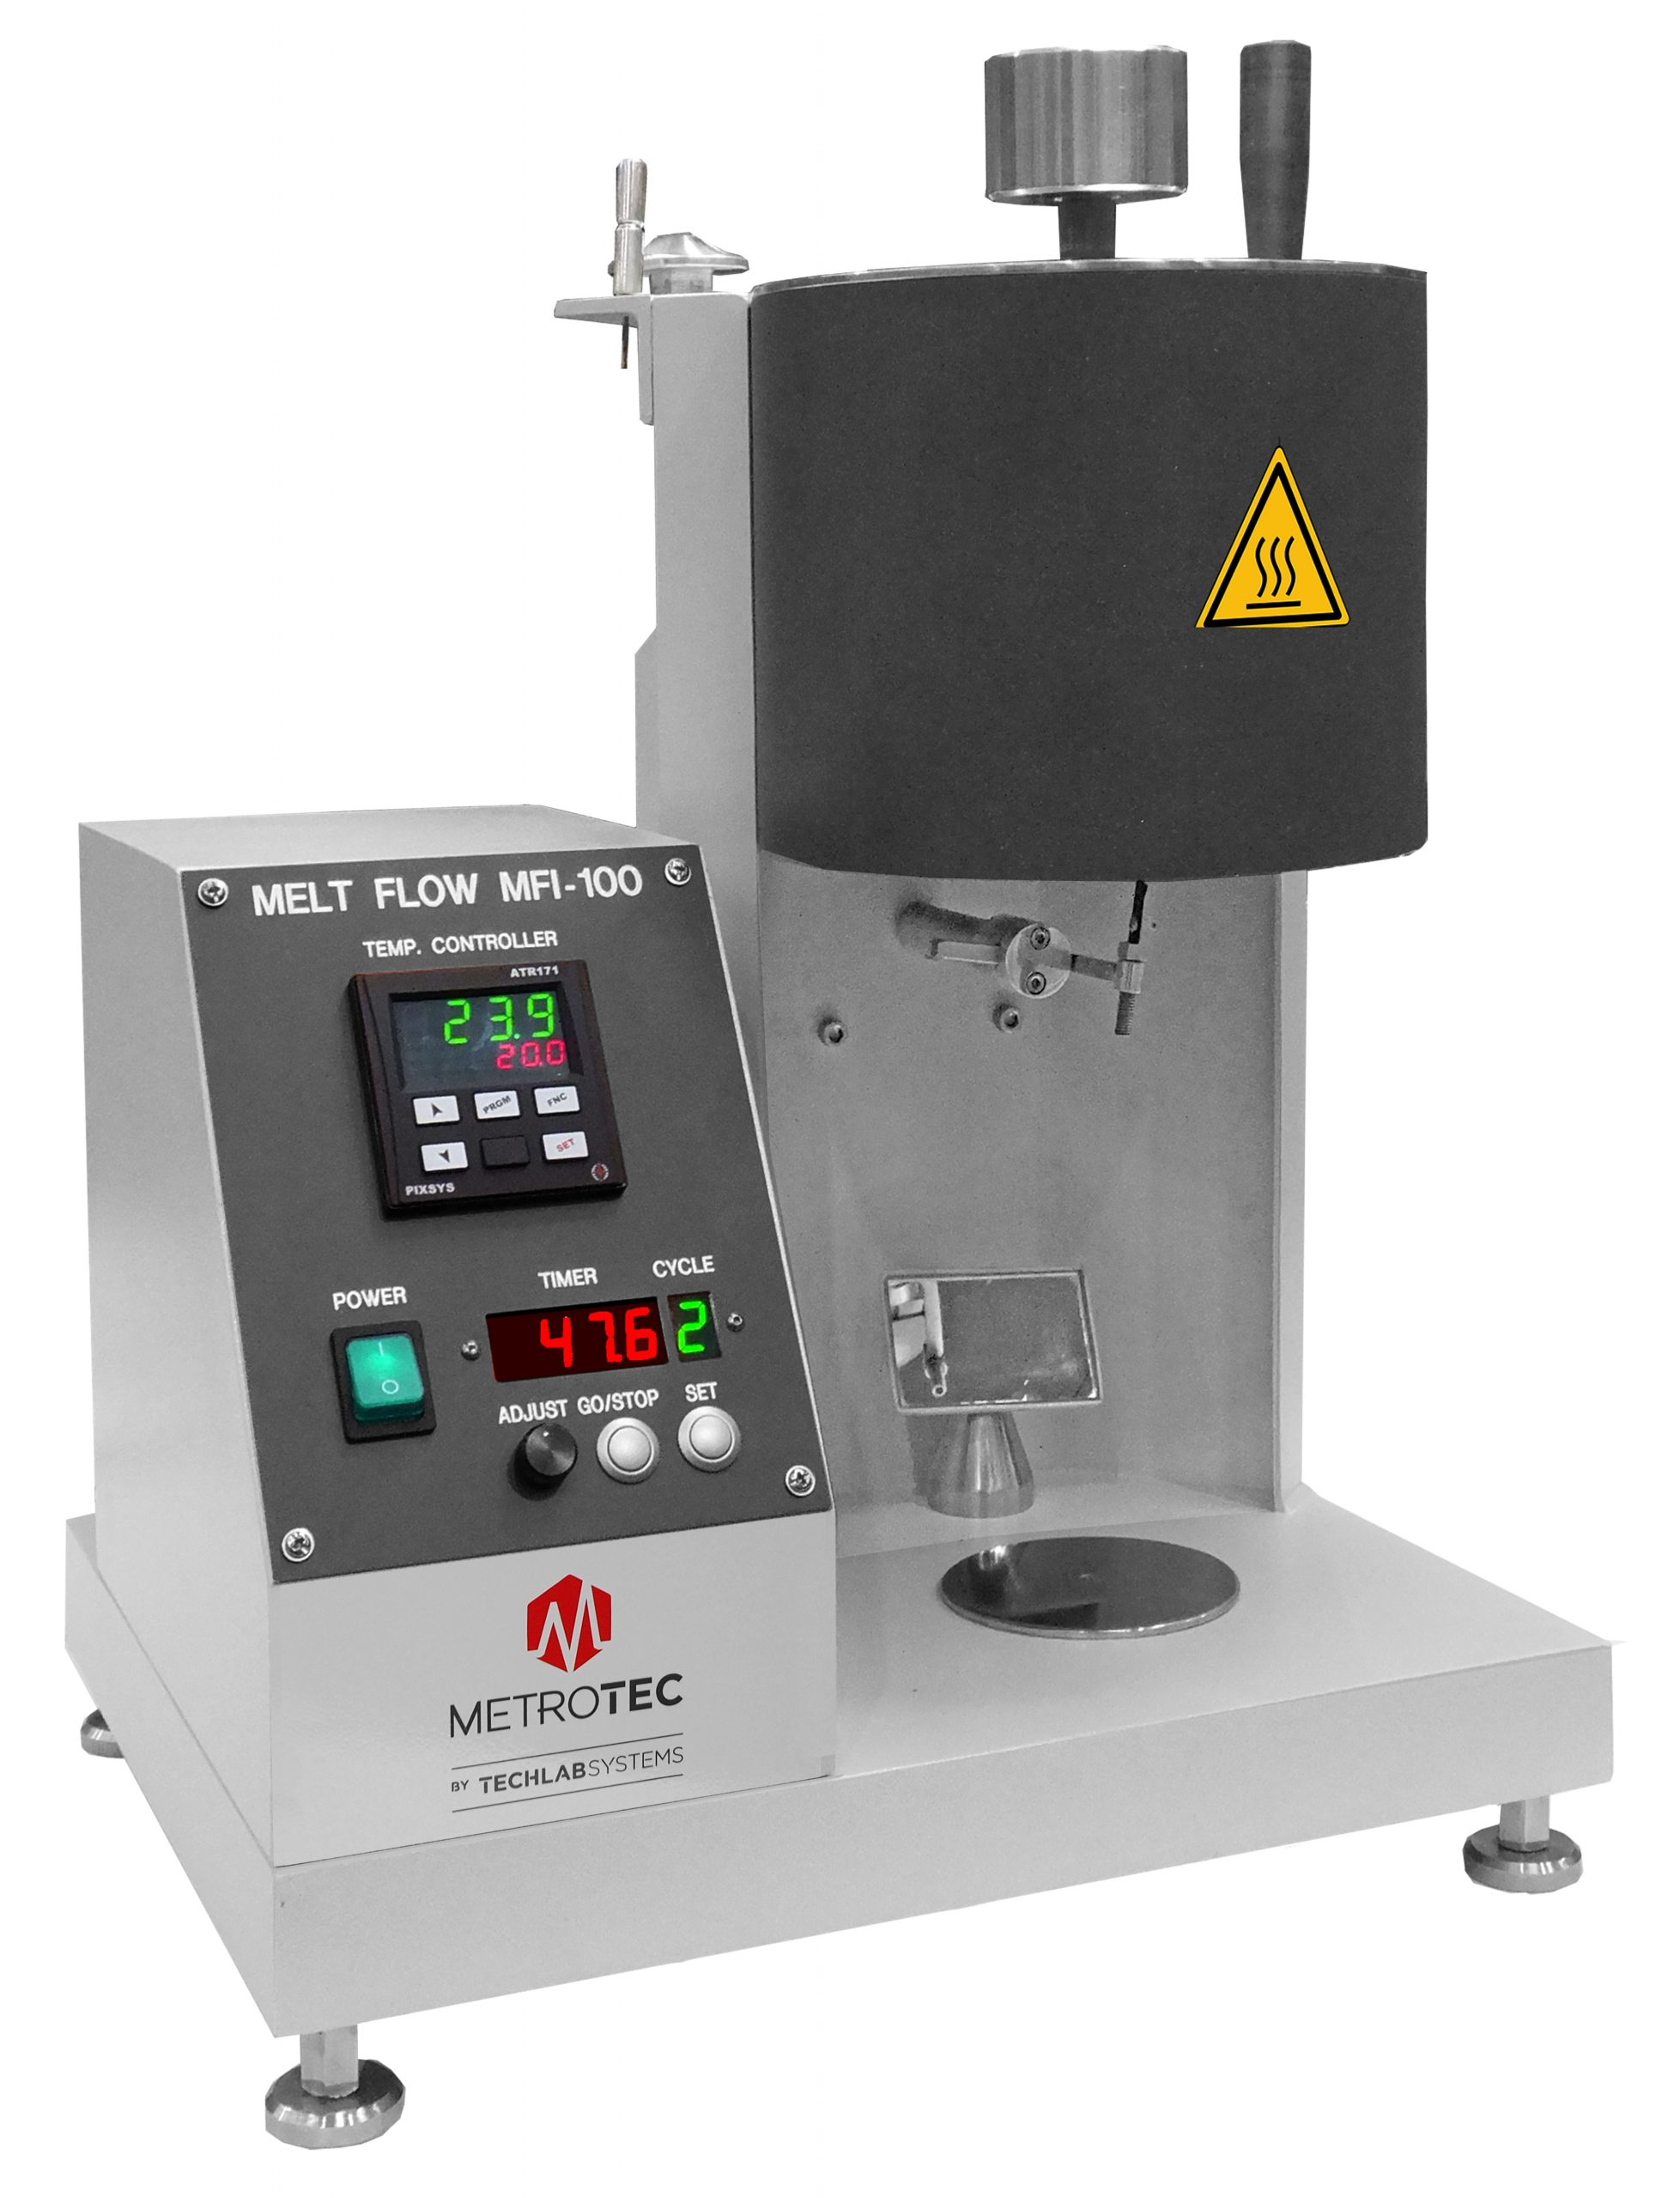 MELT FLOW MFI-100
TEMP. CONTROLLER
ATR171
23.9
20.0
PRGM FNC
SET
PIXSYS
POWER TIMER CYCLE
47.6 2
ADJUST GO/STOP SET
METROTEC
BY TECHLABSYSTEMS